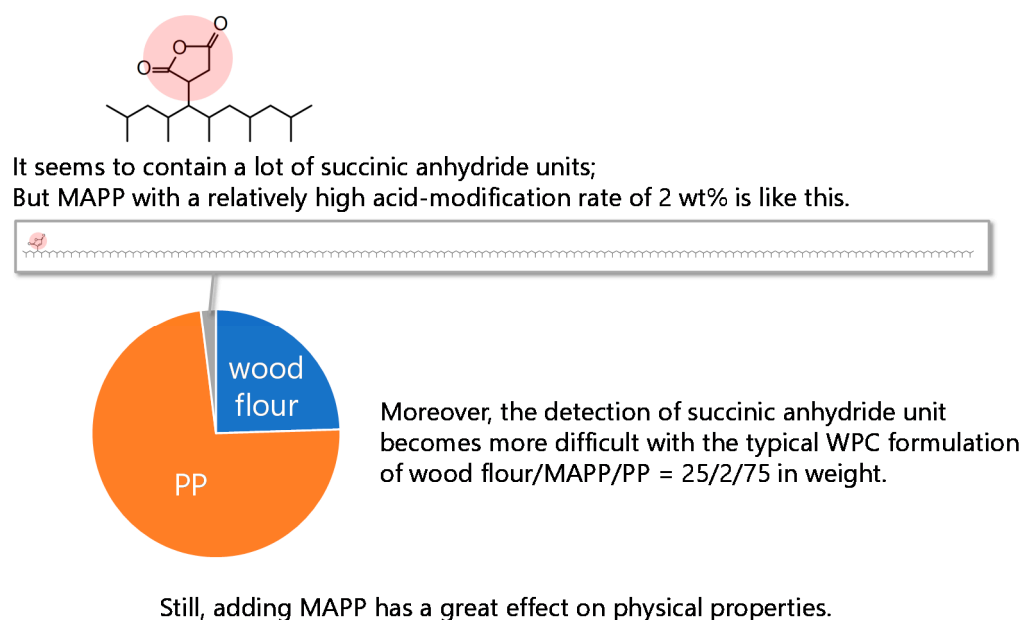 O
O
O
It seems to contain a lot of succinic anhydride units;
But MAPP with a relatively high acid-modification rate of 2 wt% is like this.
wood
flour
PP
Moreover, the detection of succinic anhydride unit
becomes more difficult with the typical WPC formulation
of wood flour/MAPP/PP = 25/2/75 in weight.
Still, adding MAPP has a great effect on physical properties.